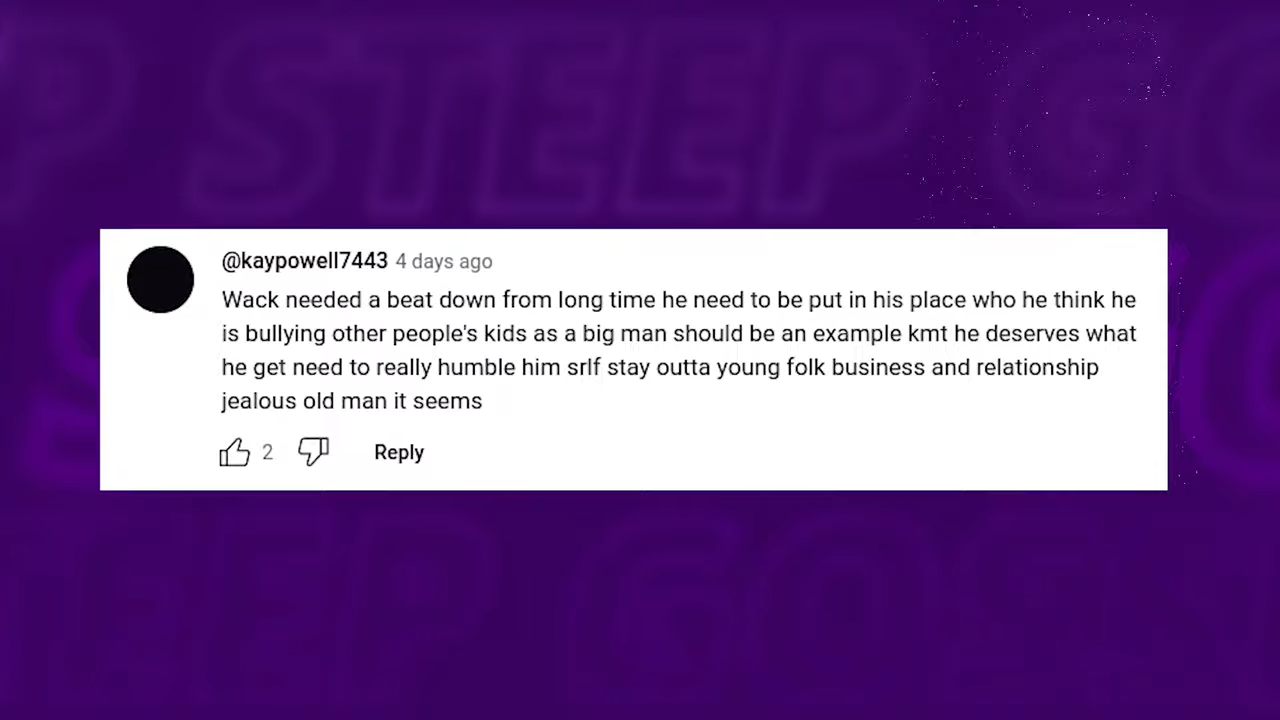 P STEEP GO
@kaypowell7443 4 days ago
Wack needed a beat down from long time he need to be put in his place who he think he
is bullying other people's kids as a big man should be an example kmt he deserves what
he get need to really humble him srlf stay outta young folk business and relationship
jealous old man it seems
2 Reply